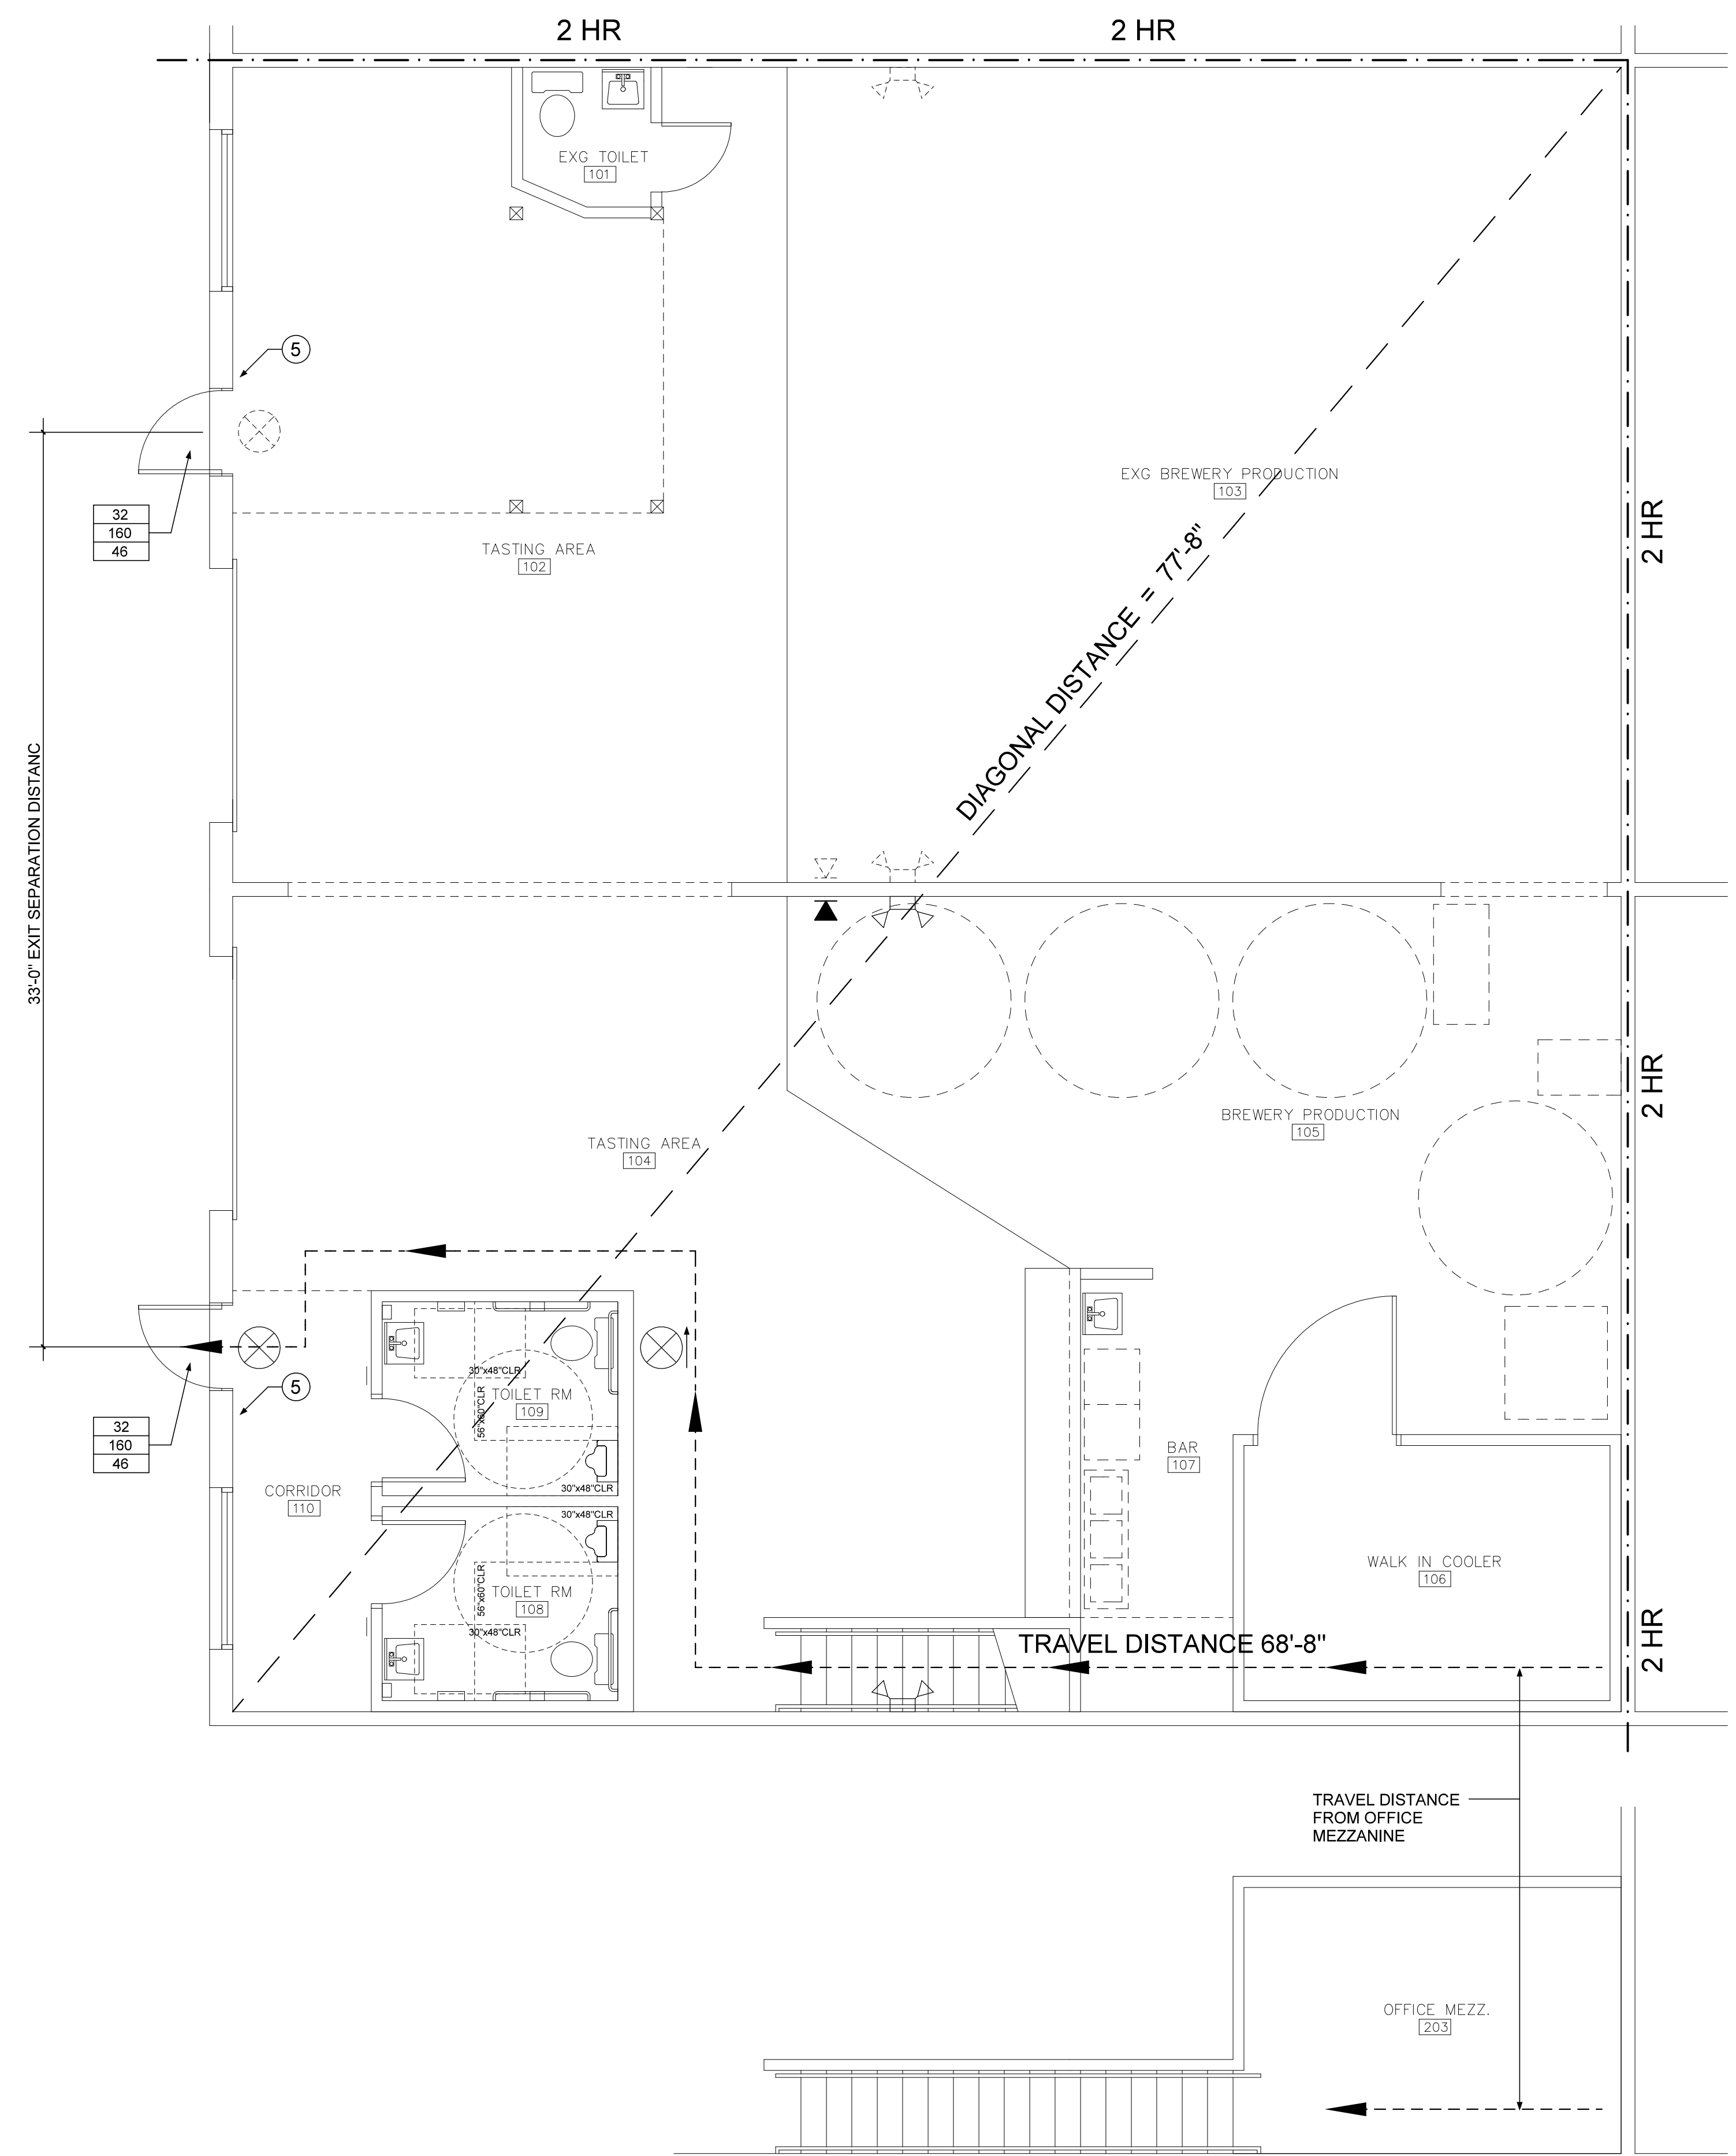 2 HR
2 HR
EXG TOILET
101
5
32
160
46
EXG BREWERY PRODUCTION
103
2 HR
TASTING AREA
102
DIAGONAL DISTANCE = 77'-8"
33'-0" EXIT SEPARATION DISTANC
2 HR
BREWERY PRODUCTION
105
TASTING AREA
104
30"x48"CLR
56"x60"CLR
TOILET RM
109
5
32
160
46
BAR
107
30"x48"CLR
CORRIDOR
110
30"x48"CLR
WALK IN COOLER
106
56"x60"CLR
TOILET RM
108
30"x48"CLR
TRAVEL DISTANCE 68'-8"
2 HR
TRAVEL DISTANCE
FROM OFFICE
MEZZANINE
OFFICE MEZZ.
203